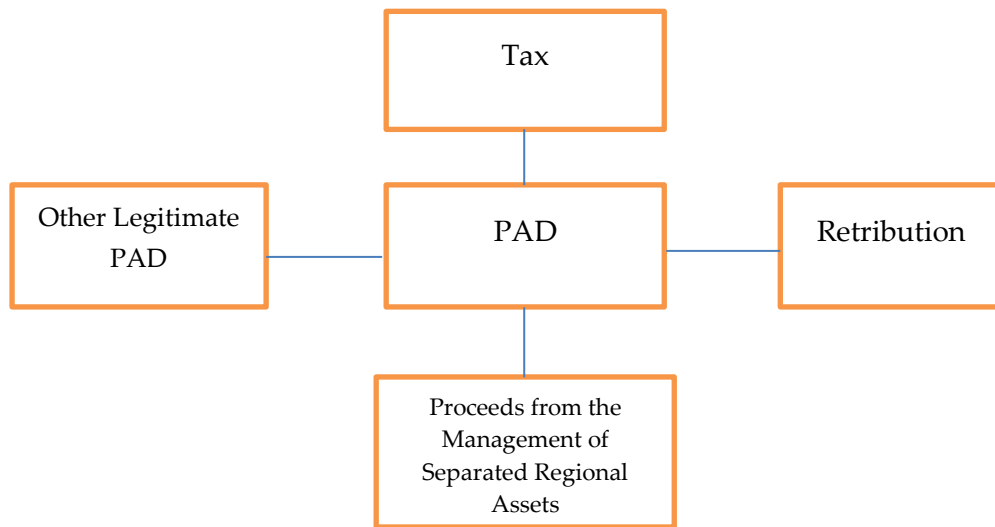 Tax
Other Legitimate
PAD
PAD
Retribution
Proceeds from the
Management of
Separated Regional
Assets